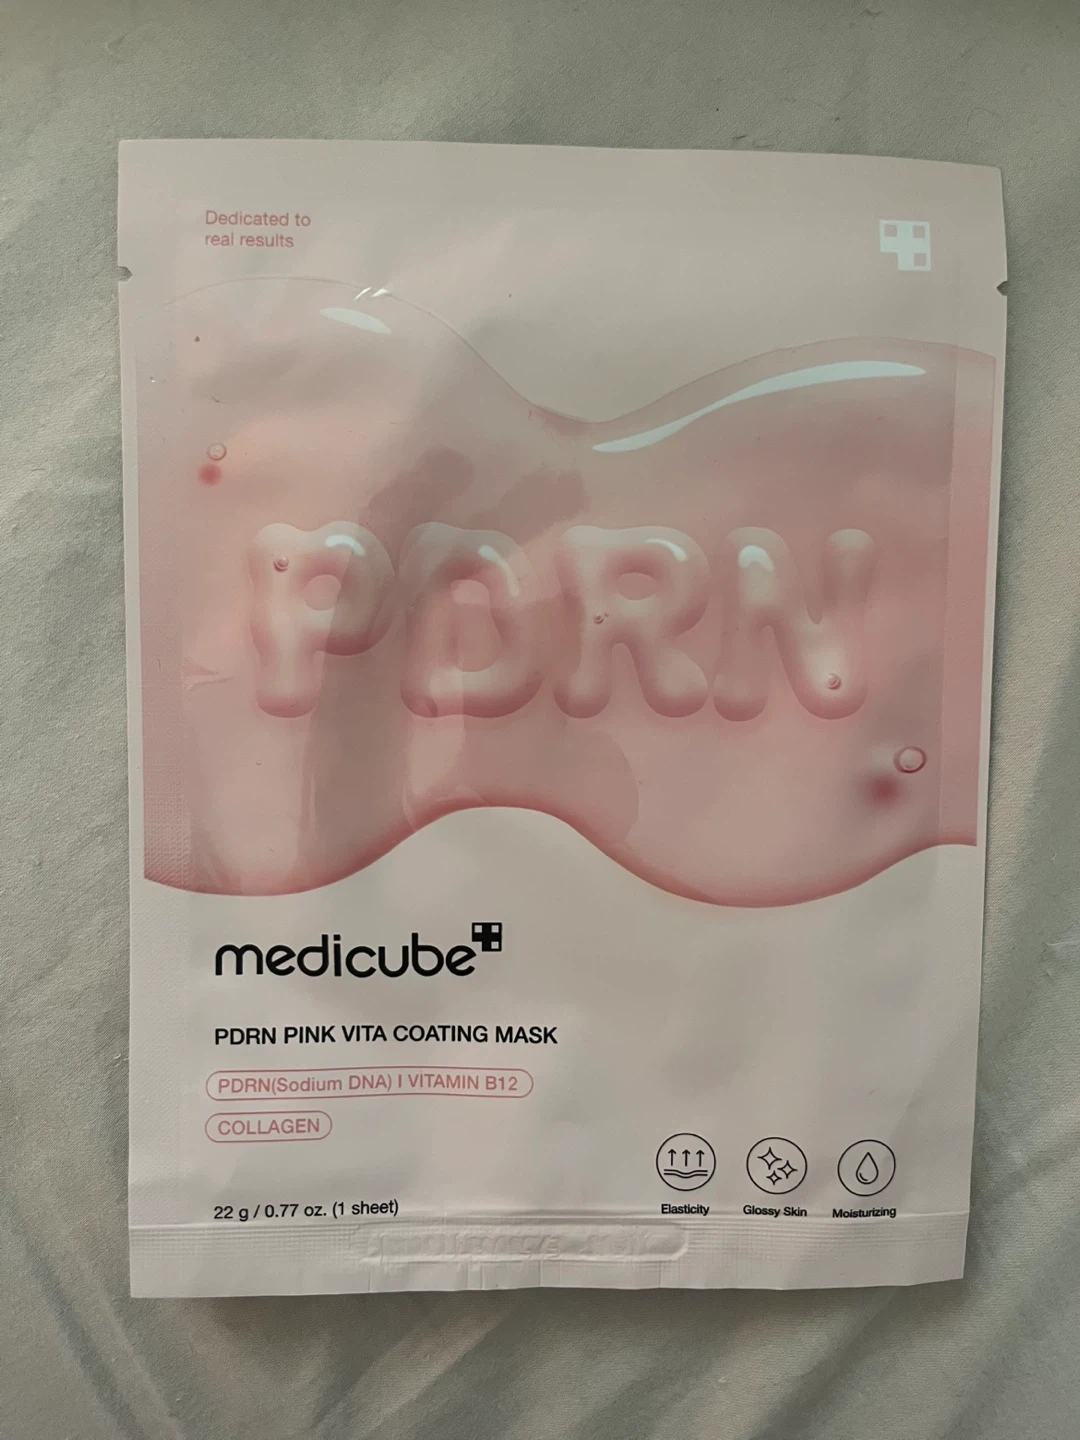 Dedicated to
real results
PDRN
medicube
PDRN PINK VITA COATING MASK
PDRN(Sodium DNA) I VITAMIN B12
COLLAGEN
22 g / 0.77 oz. (1 sheet)
Elasticity
Glossy Skin
Moisturizing